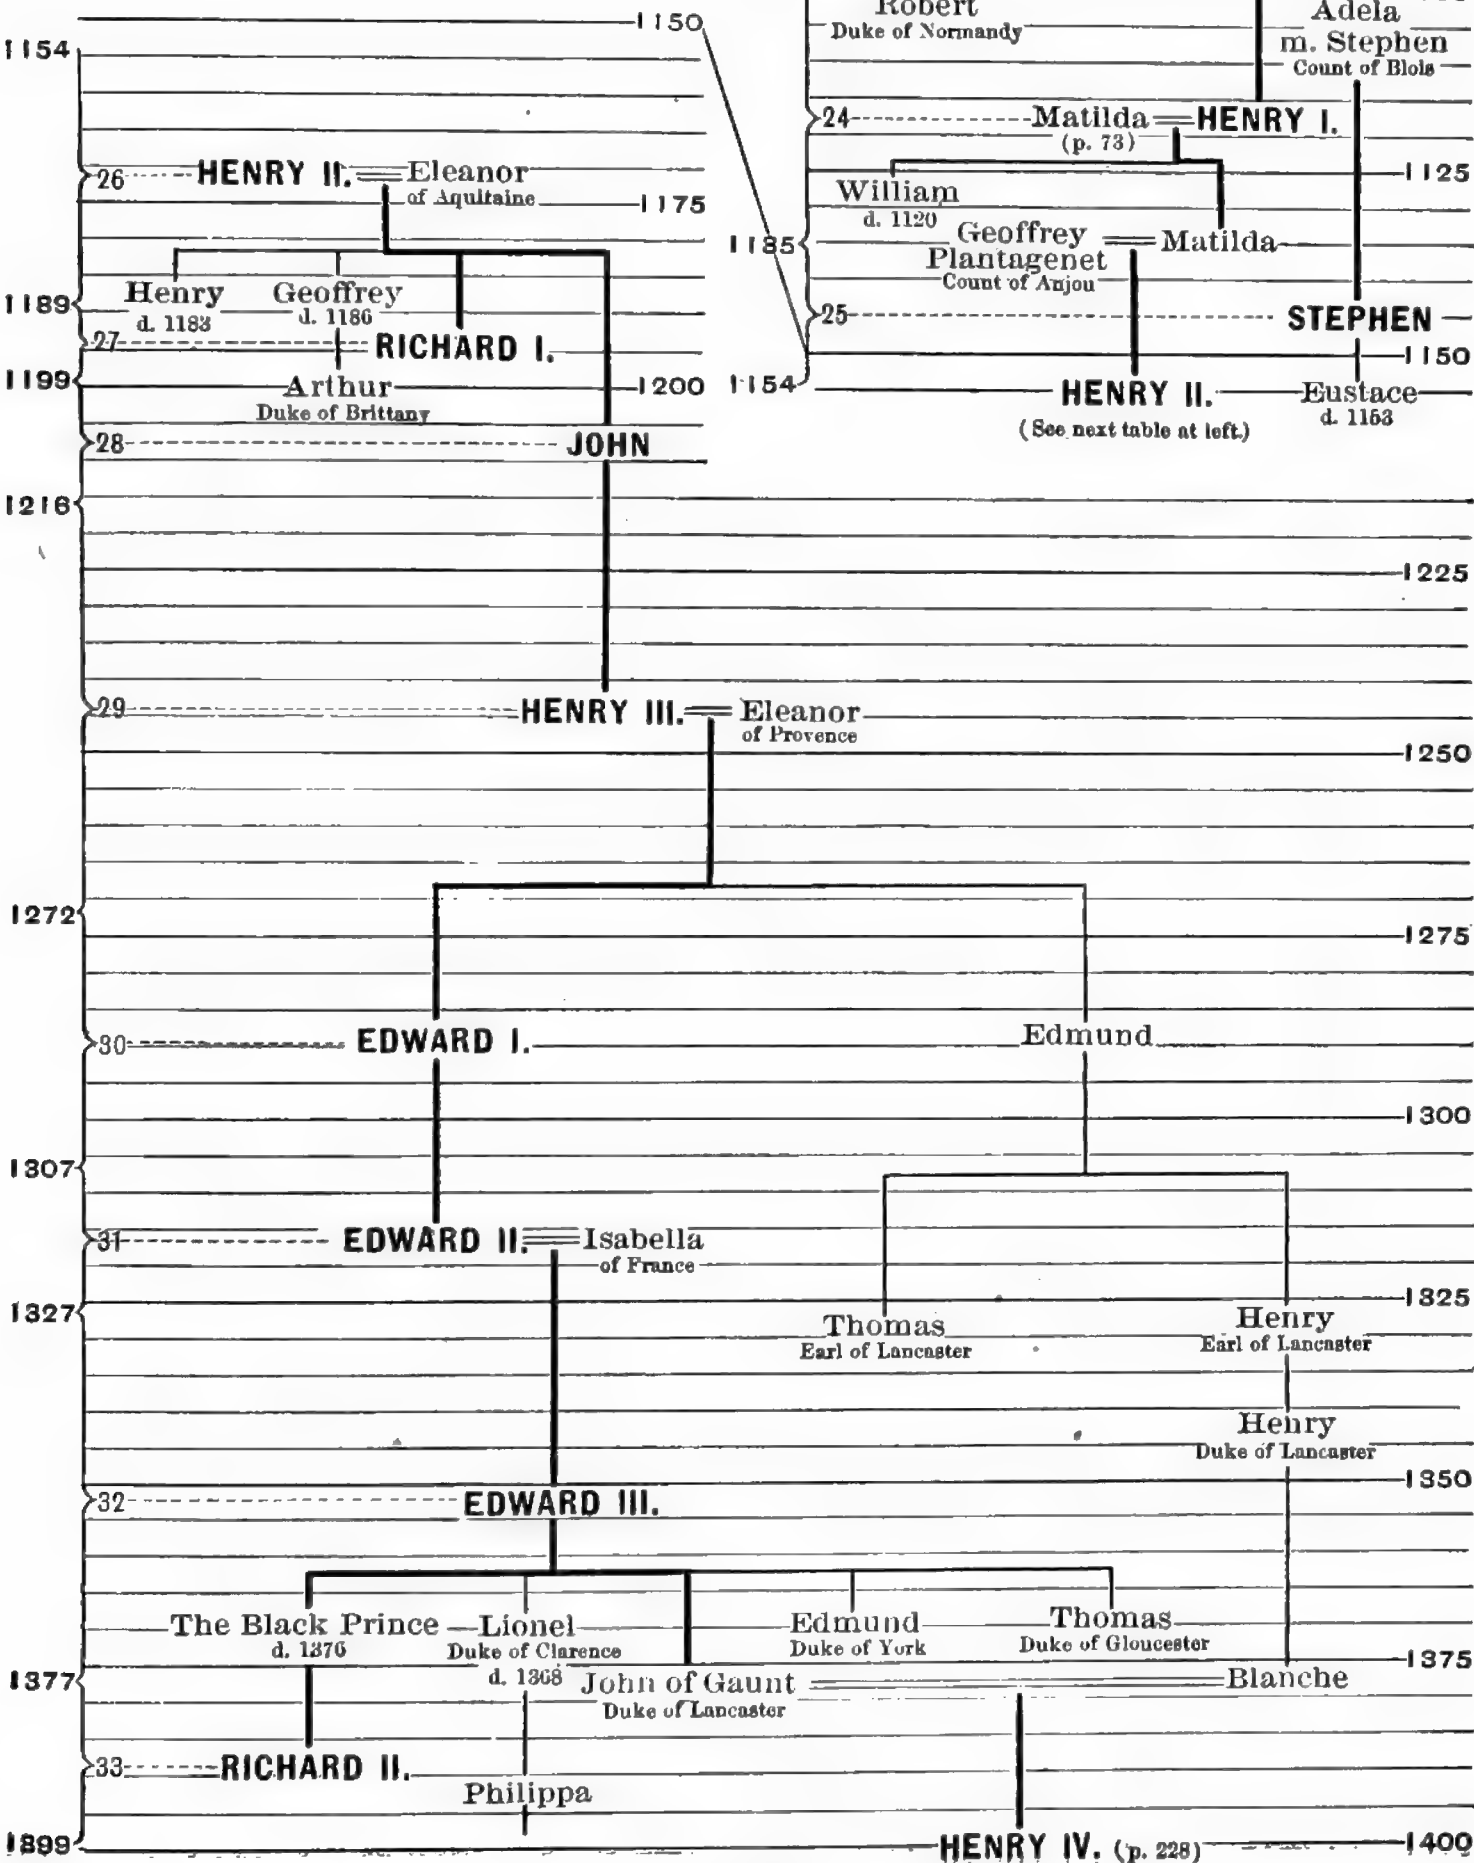 Robert
Duke of Normandy
Adela
m. Stephen
Count of Blois
24 Matilda HENRY I.
(p. 73)
1125
William
d. 1120
1135
Geoffrey Matilda
Plantagenet
Count of Anjou
25 STEPHEN
1150
1154 HENRY II. Eustace
(See next table at left.) d. 1153
1150
1154
26 HENRY II. Eleanor
of Aquitaine 1175
1189 Henry Geoffrey
d. 1183 d. 1186
27 RICHARD I.
1199 Arthur 1200
Duke of Brittany
28 JOHN
1216
1225
29 HENRY III. Eleanor
of Provence
1250
1272
1275
30 EDWARD I. Edmund
1300
1307
31 EDWARD II. Isabella
of France
1325
1327
Thomas Henry
Earl of Lancaster Earl of Lancaster
Henry
Duke of Lancaster
1350
32 EDWARD III.
The Black Prince Lionel Edmund Thomas
d. 1376 Duke of Clarence Duke of York Duke of Gloucester
d. 1368
1375
1377
John of Gaunt Blanche
Duke of Lancaster
33 RICHARD II.
Philippa
1399 HENRY IV. (p. 228) 1400